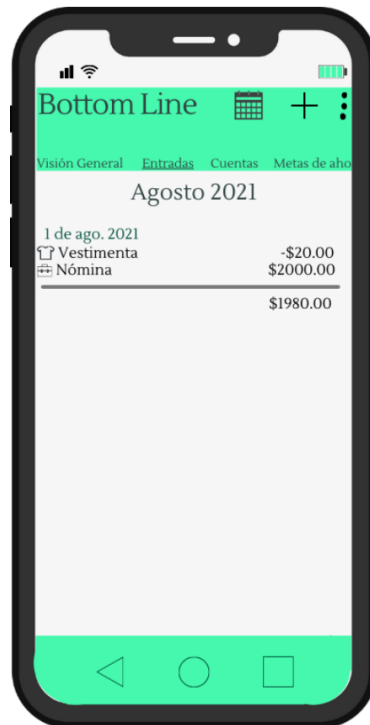 Bottom Line
Visión General Entradas Cuentas Metas de aho
Agosto 2021
1 de ago. 2021
Vestimenta -$20.00
Nómina $2000.00
$1980.00